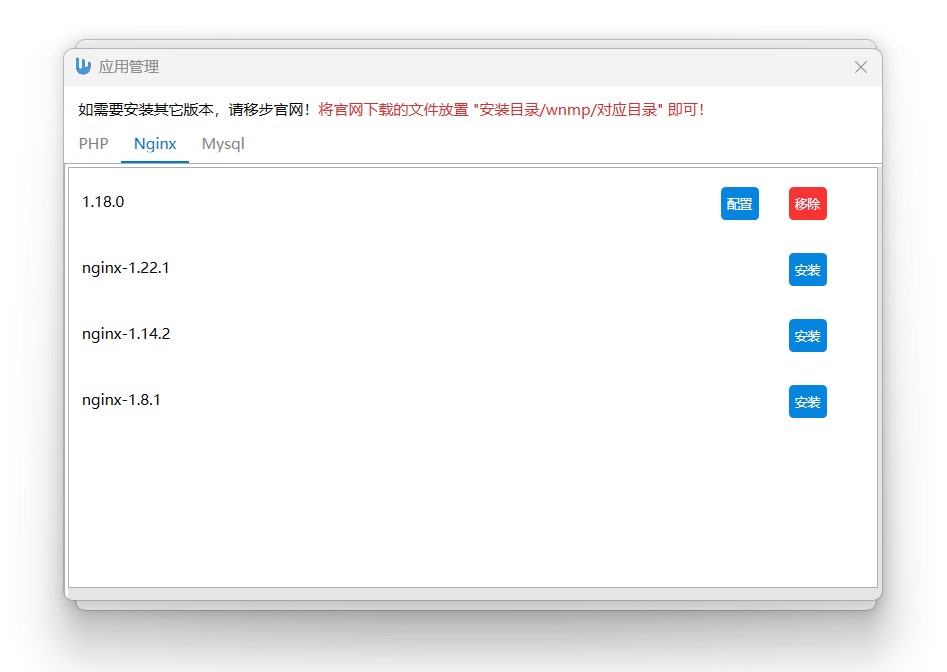 应用管理
如需要安装其它版本，请移步官网！将官网下载的文件放置 "安装目录/wnmp/对应目录" 即可！
PHP Nginx Mysql
1.18.0 配置 移除
nginx-1.22.1 安装
nginx-1.14.2 安装
nginx-1.8.1 安装